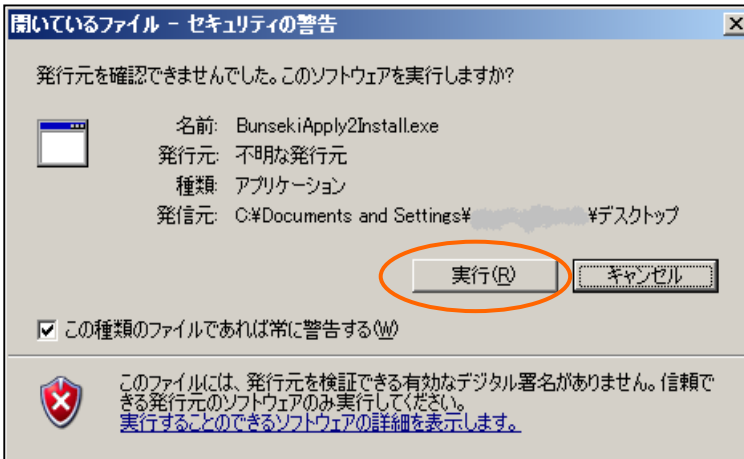 開いているファイル - セキュリティの警告
発行元を確認できませんでした。このソフトウェアを実行しますか?
名前: BunsekiApply2Install.exe
発行元: 不明な発行元
種類: アプリケーション
発信元: C:¥Documents and Settings¥ ¥デスクトップ
実行(R) キャンセル
この種類のファイルであれば常に警告する(W)
このファイルには、発行元を検証できる有効なデジタル署名がありません。信頼で
きる発行元のソフトウェアのみ実行してください。
実行することのできるソフトウェアの詳細を表示します。